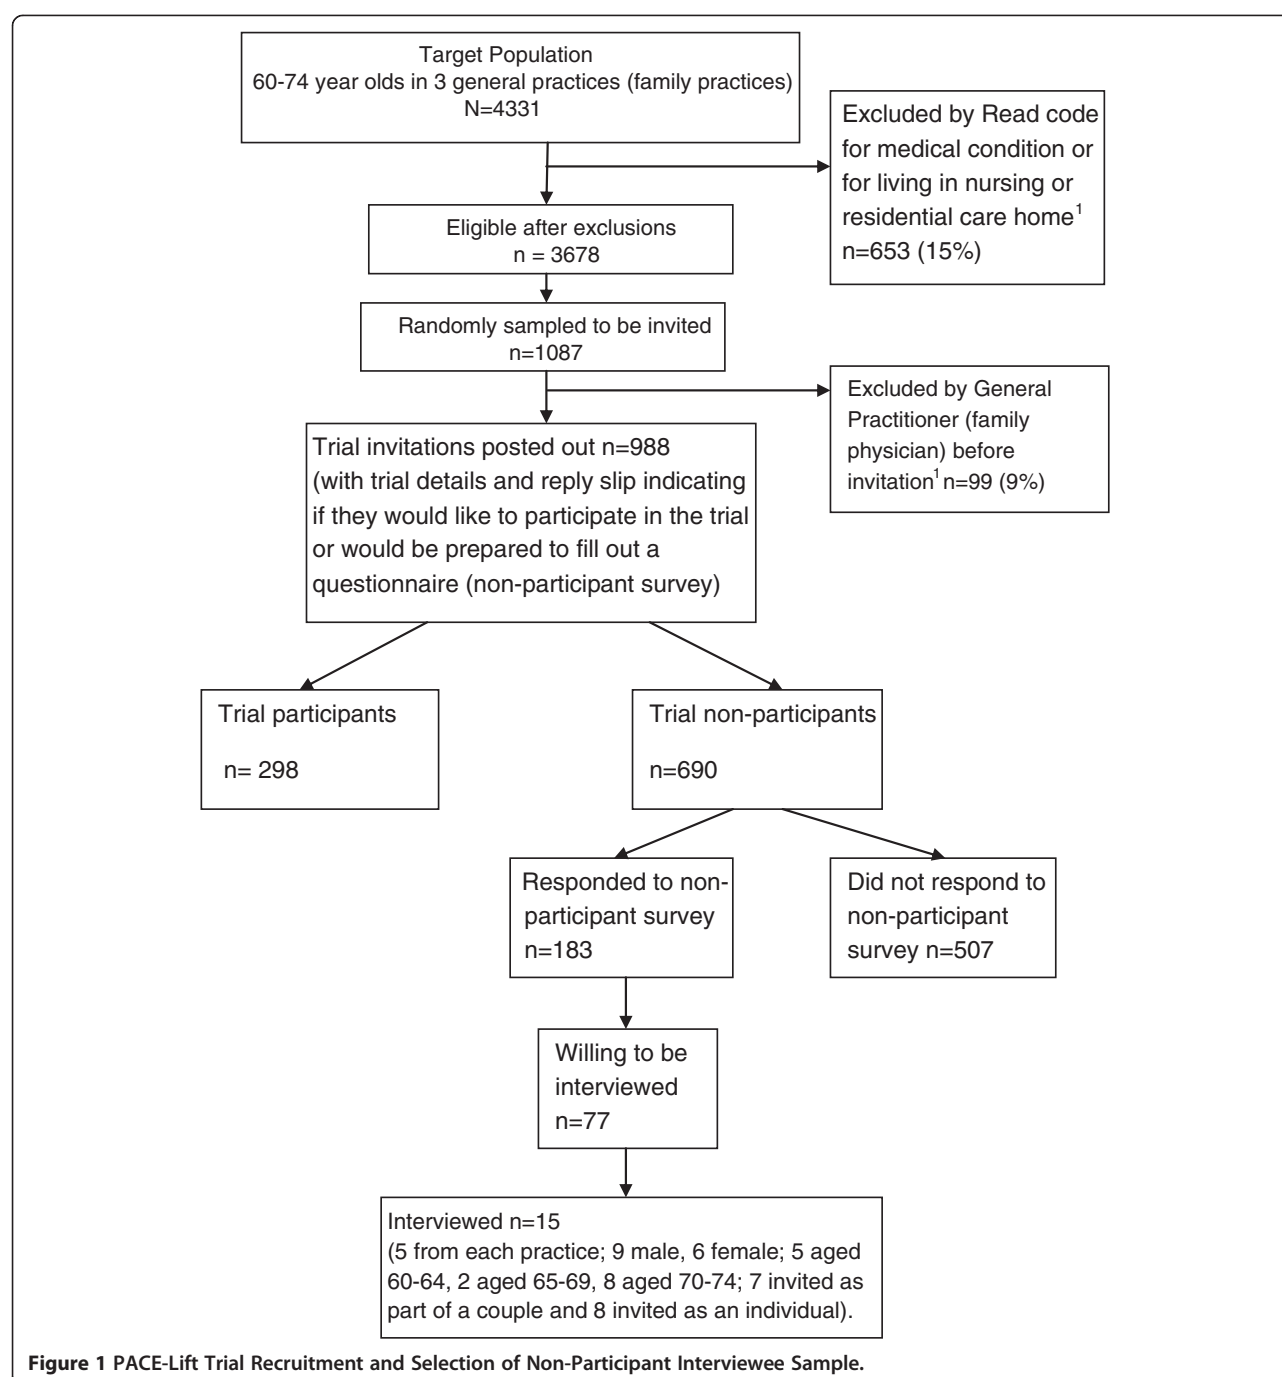 Target Population
60-74 year olds in 3 general practices (family practices)
N=4331
Excluded by Read code
for medical condition or
for living in nursing or
residential care home1
n=653 (15%)
Eligible after exclusions
n = 3678
Randomly sampled to be invited
n=1087
Excluded by General
Practitioner (family
physician) before
invitation1 n=99 (9%)
Trial invitations posted out n=988
(with trial details and reply slip indicating
if they would like to participate in the trial
or would be prepared to fill out a
questionnaire (non-participant survey)
Trial participants
n= 298
Trial non-participants
n=690
Responded to non-
participant survey
n=183
Did not respond to
non-participant
survey n=507
Willing to be
interviewed
n=77
Interviewed n=15
(5 from each practice; 9 male, 6 female; 5 aged
60-64, 2 aged 65-69, 8 aged 70-74; 7 invited as
part of a couple and 8 invited as an individual).
Figure 1 PACE-Lift Trial Recruitment and Selection of Non-Participant Interviewee Sample.